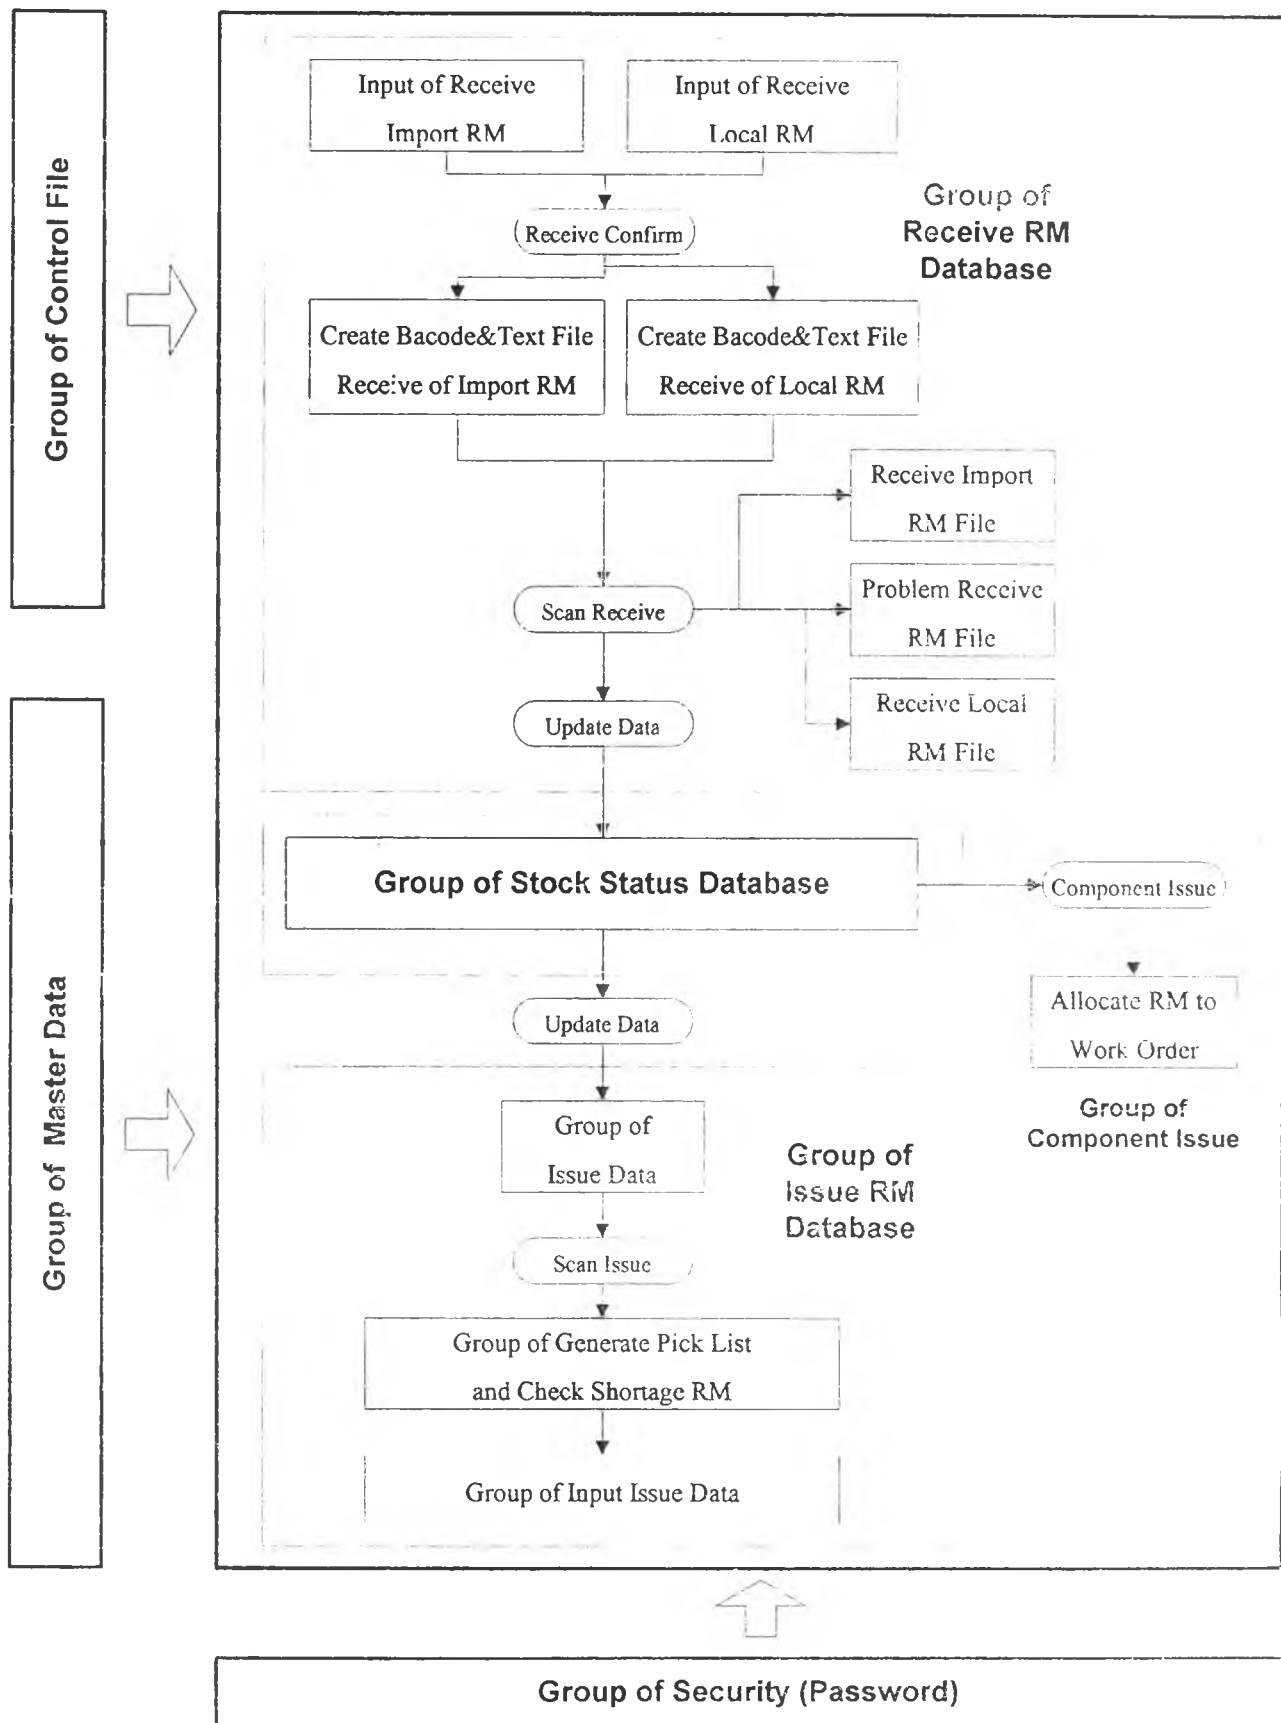 Group of Control File
Group of Master Data
Input of Receive
Import RM
Input of Receive
Local RM
Receive Confirm
Group of
Receive RM
Database
Create Bacode&Text File
Receive of Import RM
Create Bacode&Text File
Receive of Local RM
Receive Import
RM File
Scan Receive
Problem Receive
RM File
Receive Local
RM File
Update Data
Group of Stock Status Database
Component Issue
Allocate RM to
Work Order
Group of
Component Issue
Update Data
Group of
Issue Data
Group of
Issue RM
Database
Scan Issue
Group of Generate Pick List
and Check Shortage RM
Group of Input Issue Data
Group of Security (Password)